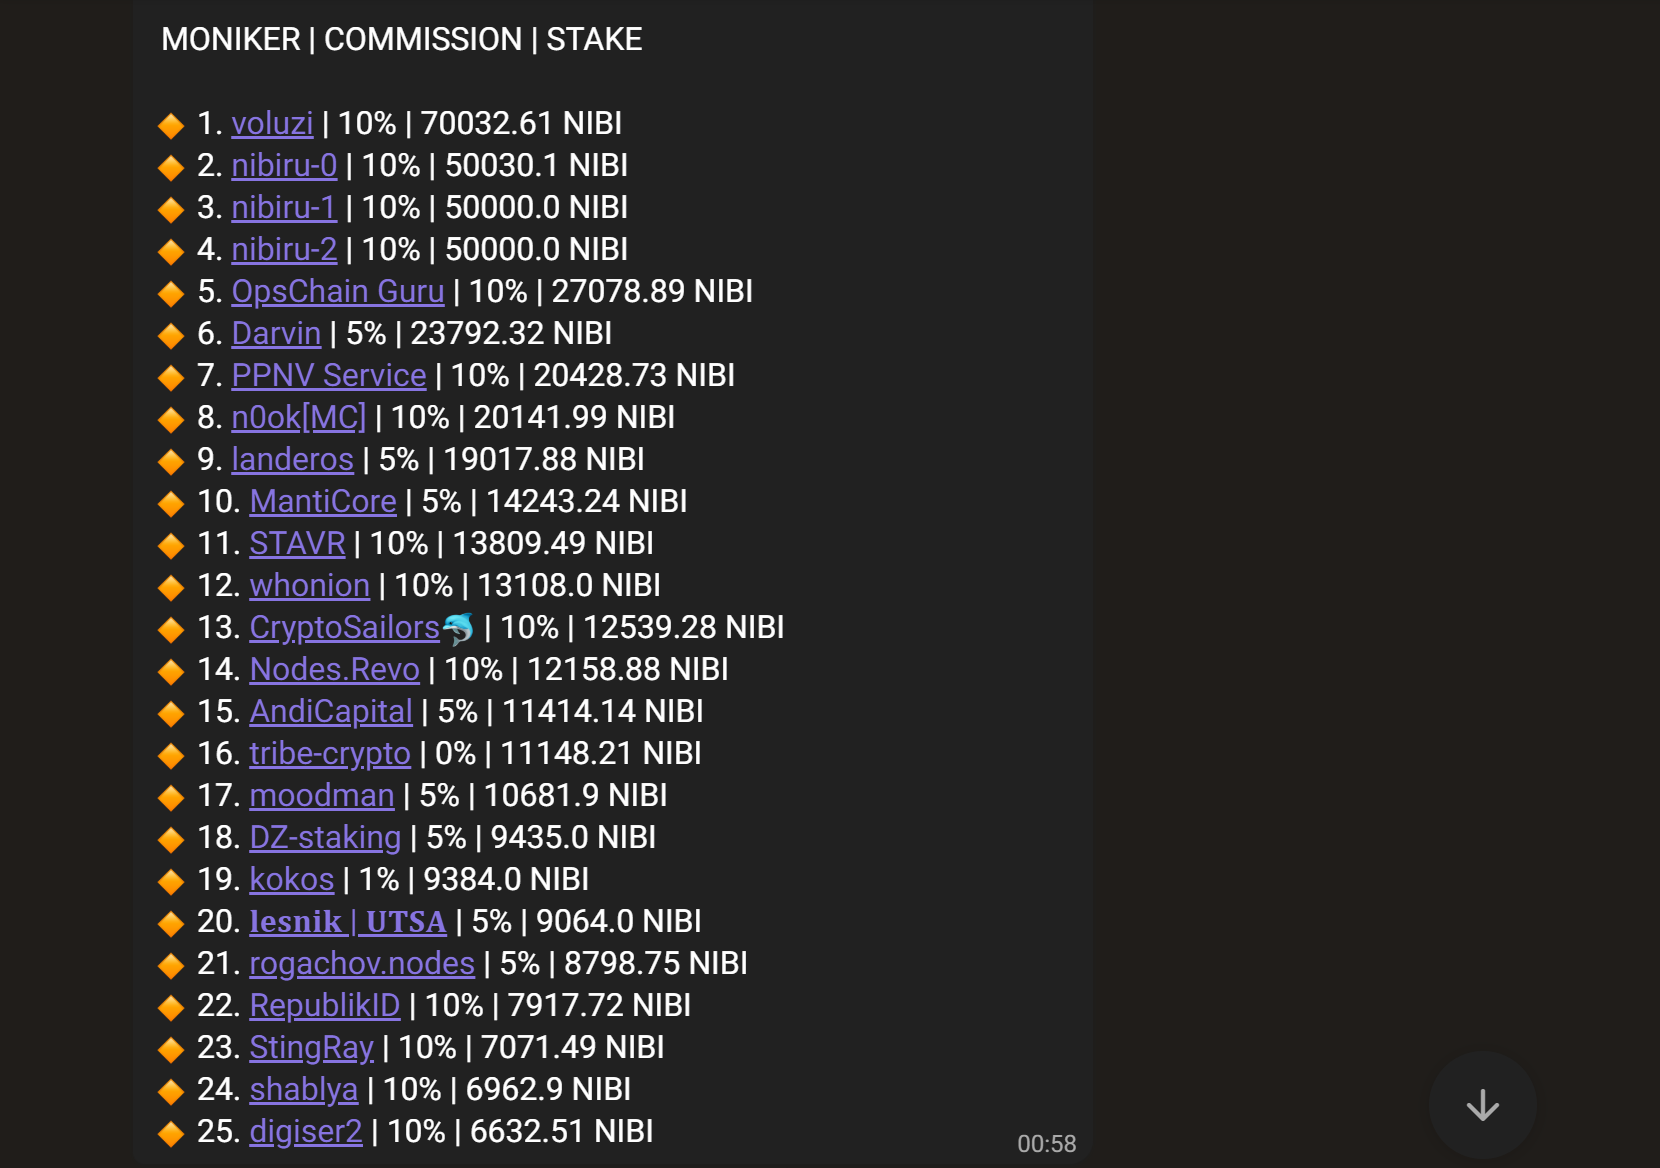 MONIKER | COMMISSION | STAKE
🔸 1. voluzi | 10% | 70032.61 NIBI
🔸 2. nibiru-0 | 10% | 50030.1 NIBI
🔸 3. nibiru-1 | 10% | 50000.0 NIBI
🔸 4. nibiru-2 | 10% | 50000.0 NIBI
🔸 5. OpsChain Guru | 10% | 27078.89 NIBI
🔸 6. Darvin | 5% | 23792.32 NIBI
🔸 7. PPNV Service | 10% | 20428.73 NIBI
🔸 8. n0ok[MC] | 10% | 20141.99 NIBI
🔸 9. landeros | 5% | 19017.88 NIBI
🔸 10. MantiCore | 5% | 14243.24 NIBI
🔸 11. STAVR | 10% | 13809.49 NIBI
🔸 12. whonion | 10% | 13108.0 NIBI
🔸 13. CryptoSailors🐬 | 10% | 12539.28 NIBI
🔸 14. Nodes.Revo | 10% | 12158.88 NIBI
🔸 15. AndiCapital | 5% | 11414.14 NIBI
🔸 16. tribe-crypto | 0% | 11148.21 NIBI
🔸 17. moodman | 5% | 10681.9 NIBI
🔸 18. DZ-staking | 5% | 9435.0 NIBI
🔸 19. kokos | 1% | 9384.0 NIBI
🔸 20. lesnik | UTSA | 5% | 9064.0 NIBI
🔸 21. rogachov.nodes | 5% | 8798.75 NIBI
🔸 22. RepublikID | 10% | 7917.72 NIBI
🔸 23. StingRay | 10% | 7071.49 NIBI
🔸 24. shablya | 10% | 6962.9 NIBI
🔸 25. digiser2 | 10% | 6632.51 NIBI
00:58